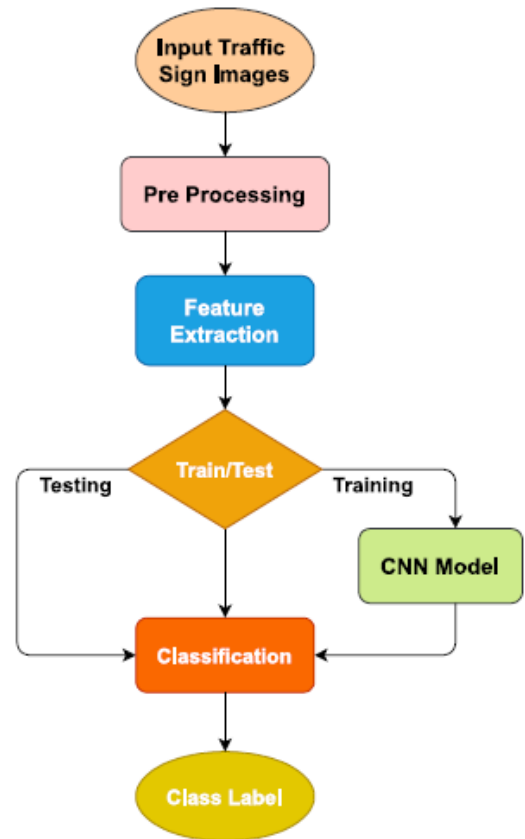 Input Traffic
Sign Images
Pre Processing
Feature
Extraction
Train/Test
Testing
Training
CNN Model
Classification
Class Label